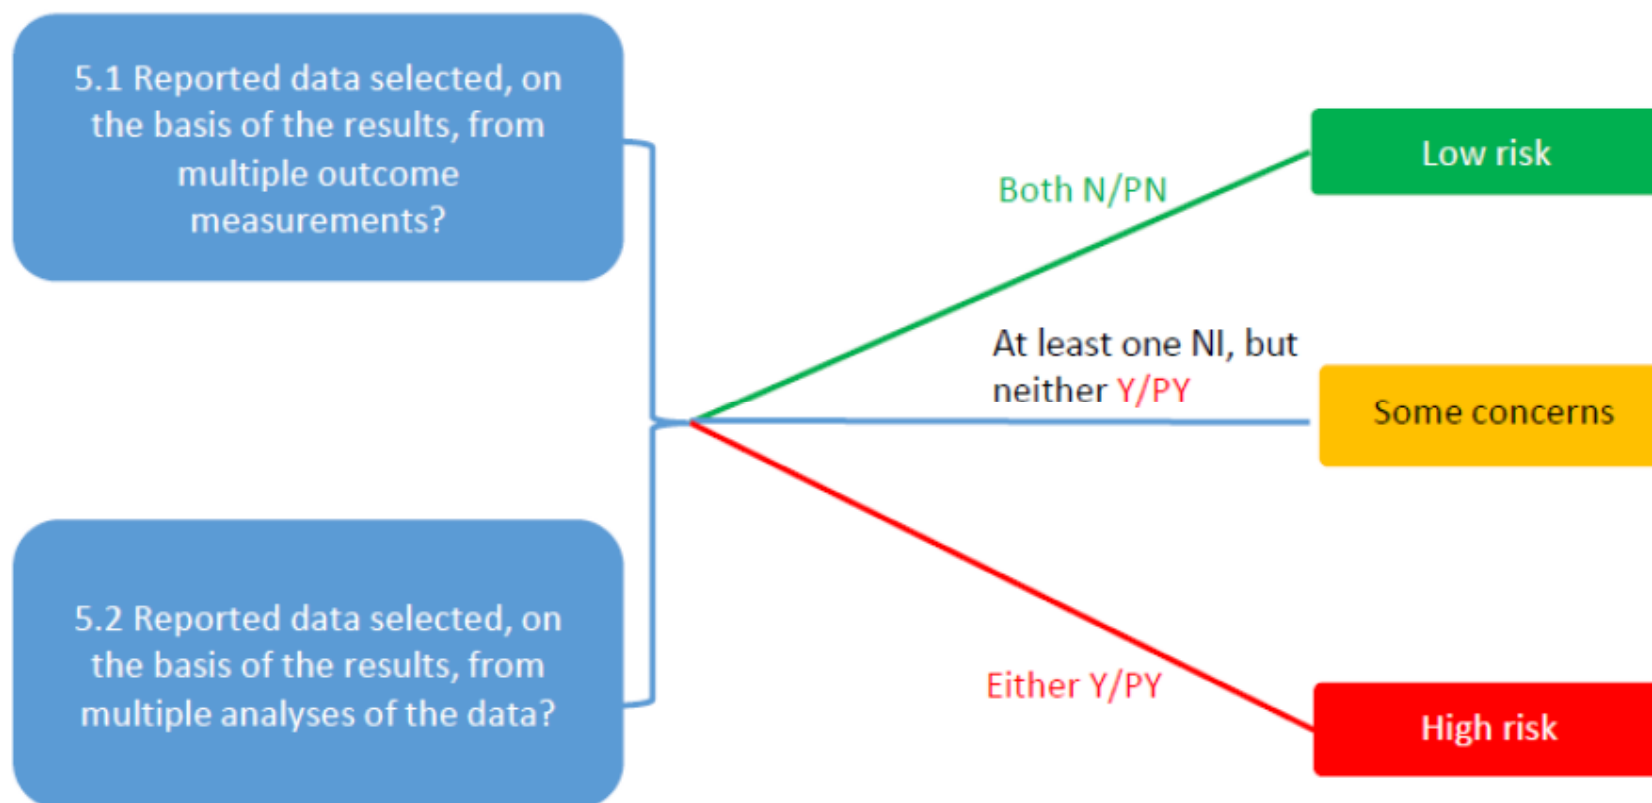 5.1 Reported data selected, on
the basis of the results, from
multiple outcome
measurements?
5.2 Reported data selected, on
the basis of the results, from
multiple analyses of the data?
Both N/PN
At least one NI, but
neither Y/PY
Either Y/PY
Low risk
Some concerns
High risk